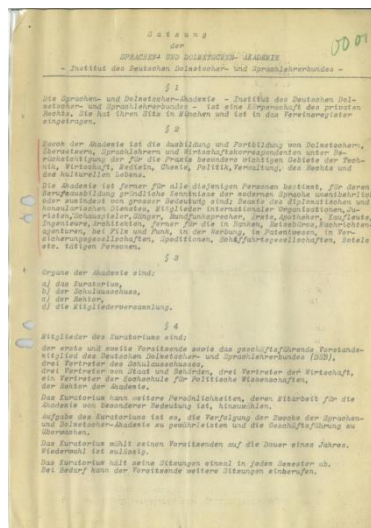 0001
Satzung
der
SPRACHEN- UND DOLMETSCHER- AKADEMIE
- Institut des Deutschen Dolmetscher- und Sprachlehrerbundes -
§ 1
Die Sprachen- und Dolmetscher-Akademie - Institut des Deutschen Dol-
metscher- und Sprachlehrerbundes - ist eine Körperschaft des privaten
Rechts. Sie hat ihren Sitz in München und ist in das Vereinsregister
eingetragen.
§ 2
Zweck der Akademie ist die Ausbildung und Fortbildung von Dolmetschern,
Übersetzern, Sprachlehrern und Wirtschaftskorrespondenten unter Be-
rücksichtigung der für die Praxis besonders wichtigen Gebiete der Tech-
nik, Wirtschaft, Medizin, Chemie, Politik, Verwaltung, des Rechts und
des kulturellen Lebens.
Die Akademie ist ferner für alle diejenigen Personen bestimmt, für deren
Berufsausbildung gründliche Kenntnisse der modernen Sprache unentbehrlich
oder zumindest von grosser Bedeutung sind; Beamte des diplomatischen und
konsularischen Dienstes, Mitglieder internationaler Organisationen, Ju-
risten, Schauspieler, Sänger, Rundfunksprecher, Ärzte, Apotheker, Kaufleute,
Ingenieure, Architekten, ferner für die in Banken, Reisebüros, Nachrichten-
agenturen, bei Film und Funk, in der Werbung, im Patentwesen, in Ver-
sicherungsgesellschaften, Speditionen, Schiffahrtsgesellschaften, Hotels
etc. tätigen Personen.
§ 3
Organe der Akademie sind:
a) das Kuratorium,
b) der Schulausschuss,
c) der Rektor,
d) die Mitgliederversammlung.
§ 4
Mitglieder des Kuratoriums sind:
der erste und zweite Vorsitzende sowie das geschäftsführende Vorstands-
mitglied des Deutschen Dolmetscher- und Sprachlehrerbundes (DDB),
drei Vertreter des Schulausschusses,
drei Vertreter von Staat und Behörden, drei Vertreter der Wirtschaft,
ein Vertreter der Hochschule für Politische Wissenschaften,
der Rektor der Akademie.
Das Kuratorium kann weitere Persönlichkeiten, deren Mitarbeit für die
Akademie von besonderer Bedeutung ist, hinzuwählen.
Aufgabe des Kuratoriums ist es, die Verfolgung der Zwecke der Sprachen-
und Dolmetscher-Akademie zu gewährleisten und die Geschäftsführung zu
überwachen.
Das Kuratorium wählt seinen Vorsitzenden auf die Dauer eines Jahres.
Wiederwahl ist zulässig.
Das Kuratorium hält seine Sitzungen einmal in jedem Semester ab.
Bei Bedarf kann der Vorsitzende weitere Sitzungen einberufen.